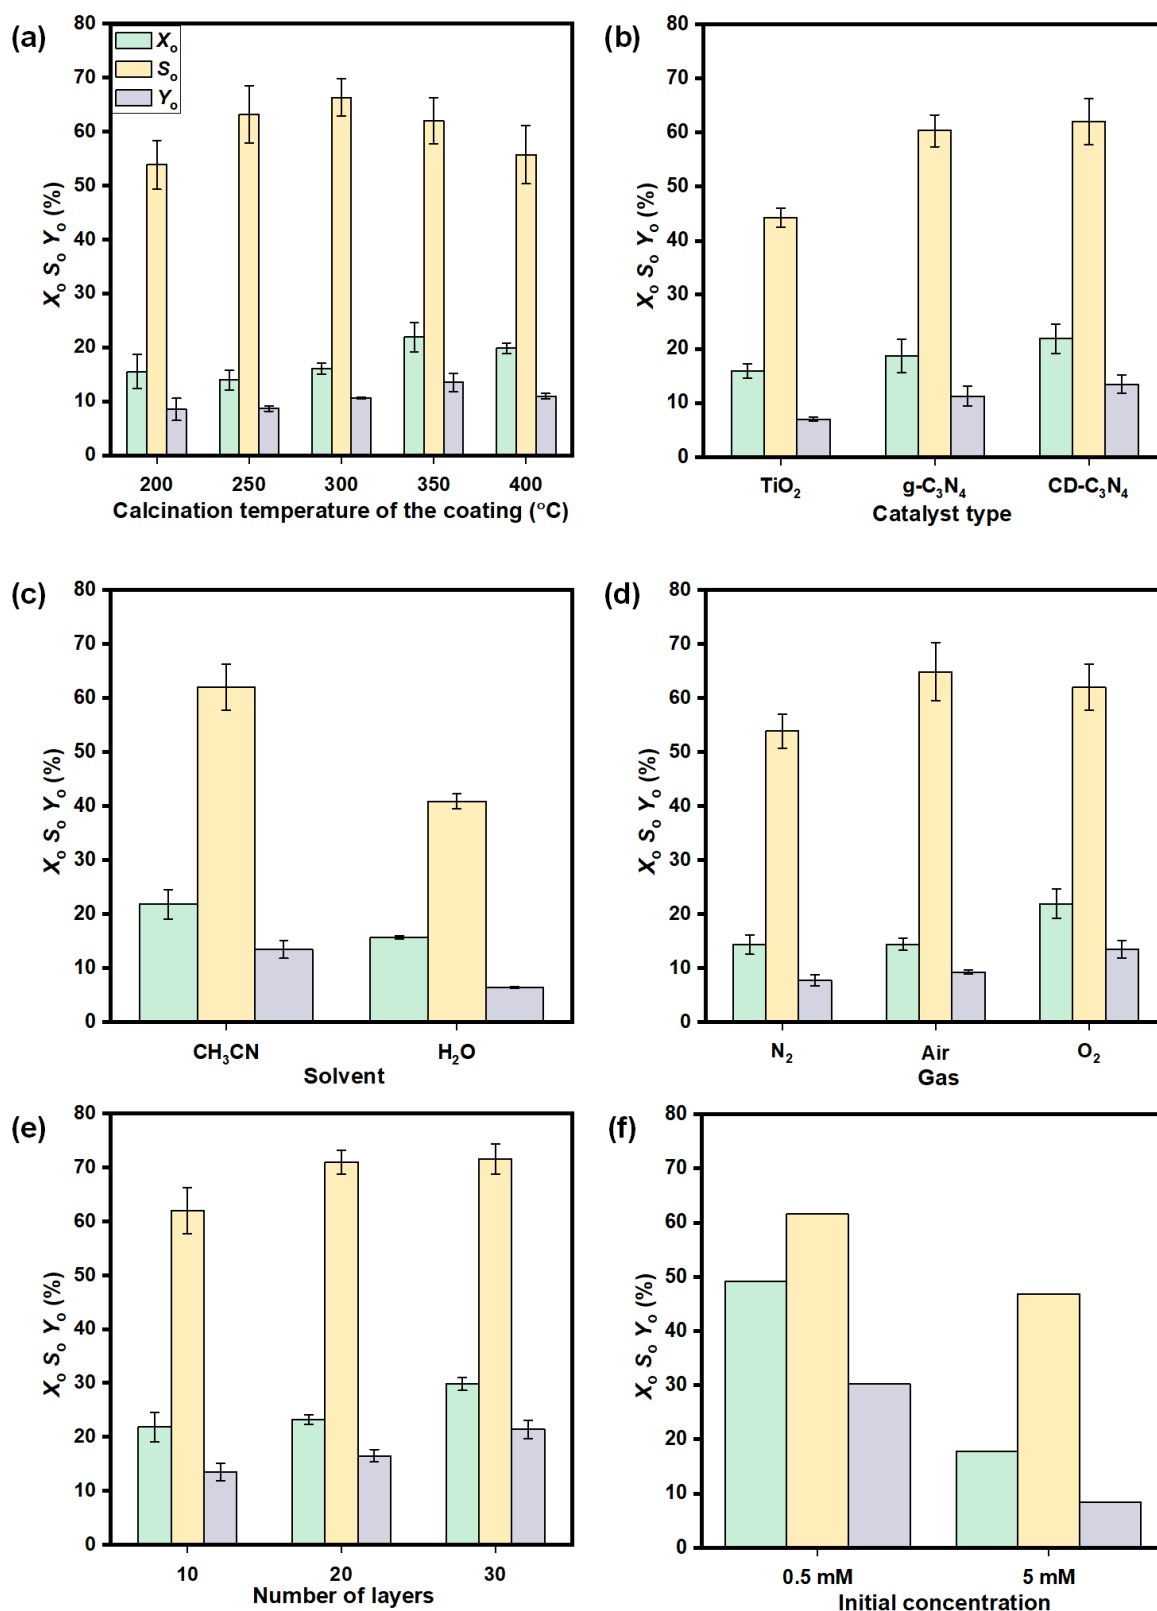 (a)
Xₒ
Sₒ
Yₒ
Xₒ Sₒ Yₒ (%)
80
70
60
50
40
30
20
10
0
200 250 300 350 400
Calcination temperature of the coating (°C)
(b)
Xₒ Sₒ Yₒ (%)
80
70
60
50
40
30
20
10
0
TiO₂ g-C₃N₄ CD-C₃N₄
Catalyst type
(c)
Xₒ Sₒ Yₒ (%)
80
70
60
50
40
30
20
10
0
CH₃CN H₂O
Solvent
(d)
Xₒ Sₒ Yₒ (%)
80
70
60
50
40
30
20
10
0
N₂ Air O₂
Gas
(e)
Xₒ Sₒ Yₒ (%)
80
70
60
50
40
30
20
10
0
10 20 30
Number of layers
(f)
Xₒ Sₒ Yₒ (%)
80
70
60
50
40
30
20
10
0
0.5 mM 5 mM
Initial concentration